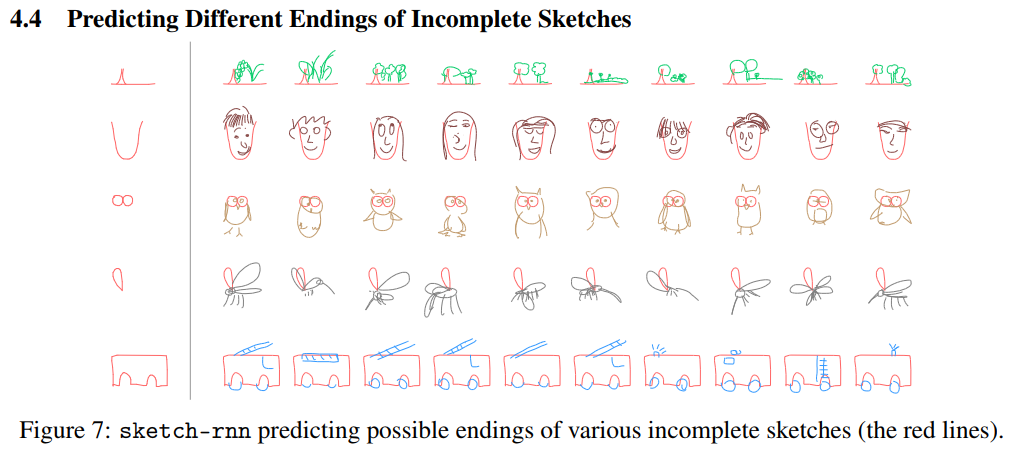 4.4 Predicting Different Endings of Incomplete Sketches
Figure 7: sketch-rnn predicting possible endings of various incomplete sketches (the red lines).